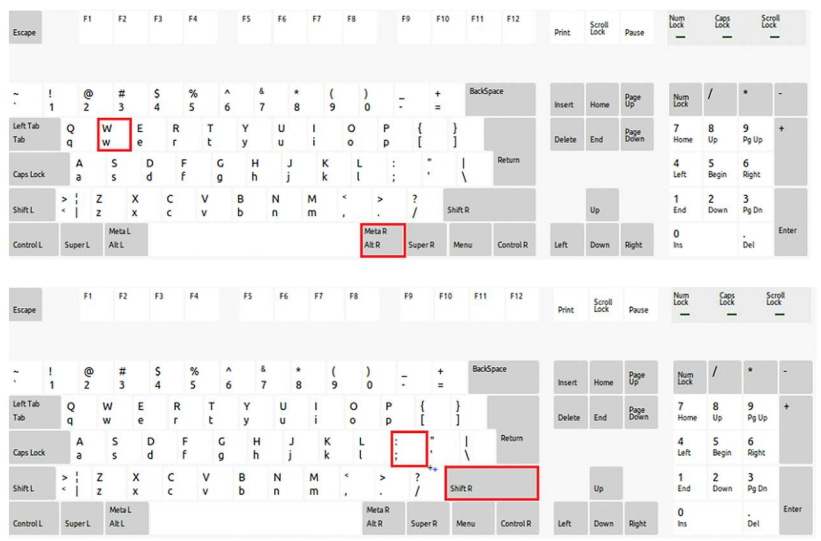 Escape F1 F2 F3 F4 F5 F6 F7 F8 F9 F10 F11 F12 Print Scroll Lock Pause Num Lock Caps Lock Scroll Lock
~ ! @ # $ % ^ & * ( ) _ + BackSpace
` 1 2 3 4 5 6 7 8 9 0 - = Insert Home Page Up Num Lock / * -
Left Tab Q W E R T Y U I O P { } 7 8 9 +
Tab q w e r t y u i o p [ ] Delete End Page Down Home Up Pg Up
A S D F G H J K L : " | Return 4 5 6
Caps Lock a s d f g h j k l ; ' \ Left Begin Right
> ¦ Z X C V B N M < > ? 1 2 3
Shift L < | z x c v b n m , . / Shift R Up End Down Pg Dn
Meta L Meta R 0 . Enter
Control L Super L Alt L Alt R Super R Menu Control R Left Down Right Ins Del
Escape F1 F2 F3 F4 F5 F6 F7 F8 F9 F10 F11 F12 Print Scroll Lock Pause Num Lock Caps Lock Scroll Lock
~ ! @ # $ % ^ & * ( ) _ + BackSpace
` 1 2 3 4 5 6 7 8 9 0 - = Insert Home Page Up Num Lock / * -
Left Tab Q W E R T Y U I O P { } 7 8 9 +
Tab q w e r t y u i o p [ ] Delete End Page Down Home Up Pg Up
A S D F G H J K L : " | Return 4 5 6
Caps Lock a s d f g h j k l ; ' \ Left Begin Right
> ¦ Z X C V B N M < > ? ++ 1 2 3
Shift L < | z x c v b n m , . / Shift R Up End Down Pg Dn
Meta L Meta R 0 . Enter
Control L Super L Alt L Alt R Super R Menu Control R Left Down Right Ins Del